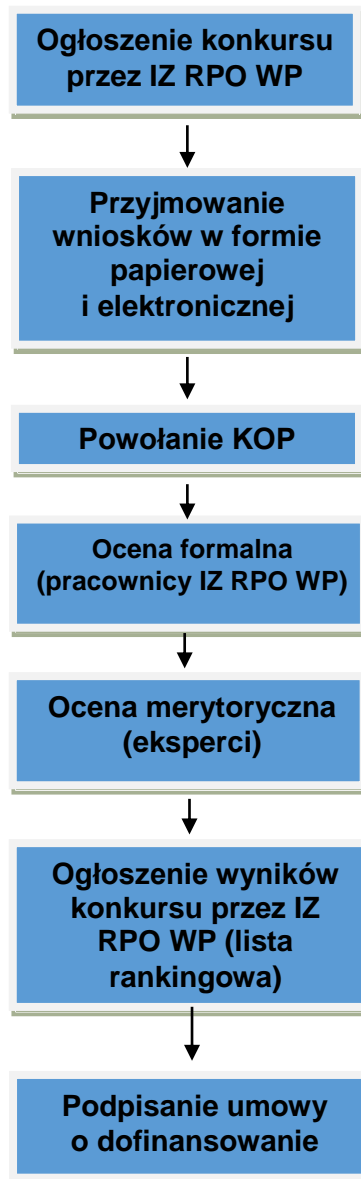 Ogłoszenie konkursu
przez IZ RPO WP
Przyjmowanie
wniosków w formie
papierowej
i elektronicznej
Powołanie KOP
Ocena formalna
(pracownicy IZ RPO WP)
Ocena merytoryczna
(eksperci)
Ogłoszenie wyników
konkursu przez IZ
RPO WP (lista
rankingowa)
Podpisanie umowy
o dofinansowanie